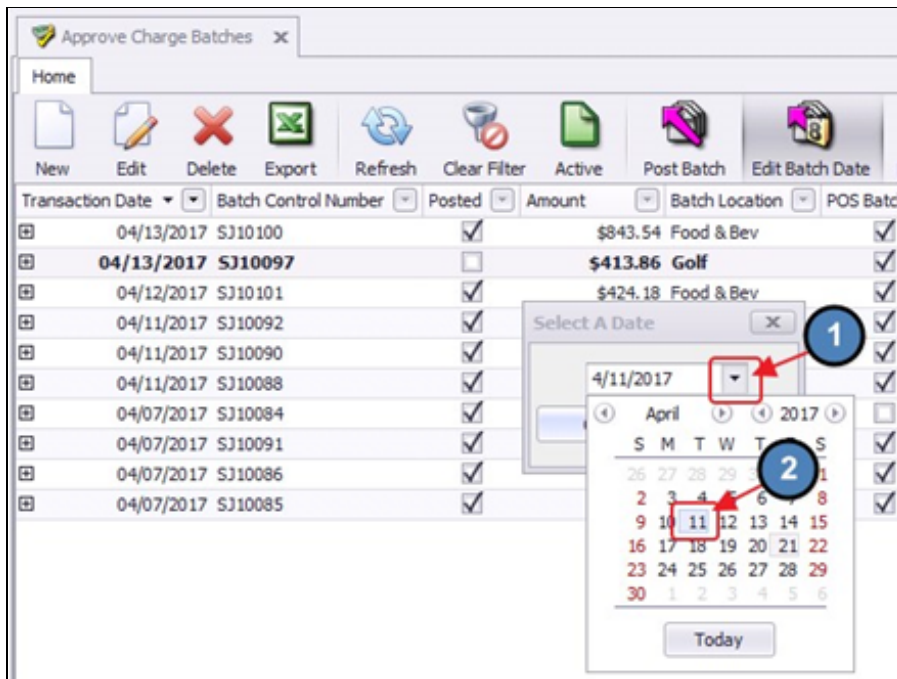 Approve Charge Batches
Home
New Edit Delete Export Refresh Clear Filter Active Post Batch Edit Batch Date
Transaction Date Batch Control Number Posted Amount Batch Location POS Batc
04/13/2017 SJ10100 $843.54 Food & Bev
04/13/2017 SJ10097 $413.86 Golf
04/12/2017 SJ10101 $424.18 Food & Bev
04/11/2017 SJ10092
04/11/2017 SJ10090
04/11/2017 SJ10088
04/07/2017 SJ10084
04/07/2017 SJ10091
04/07/2017 SJ10086
04/07/2017 SJ10085
Select A Date
1
4/11/2017
April 2017
S M T W T S
26 27 28 29 1
2
2 3 4 5 6 7 8
9 10 11 12 13 14 15
16 17 18 19 20 21 22
23 24 25 26 27 28 29
30 1 2 3 4 5 6
Today